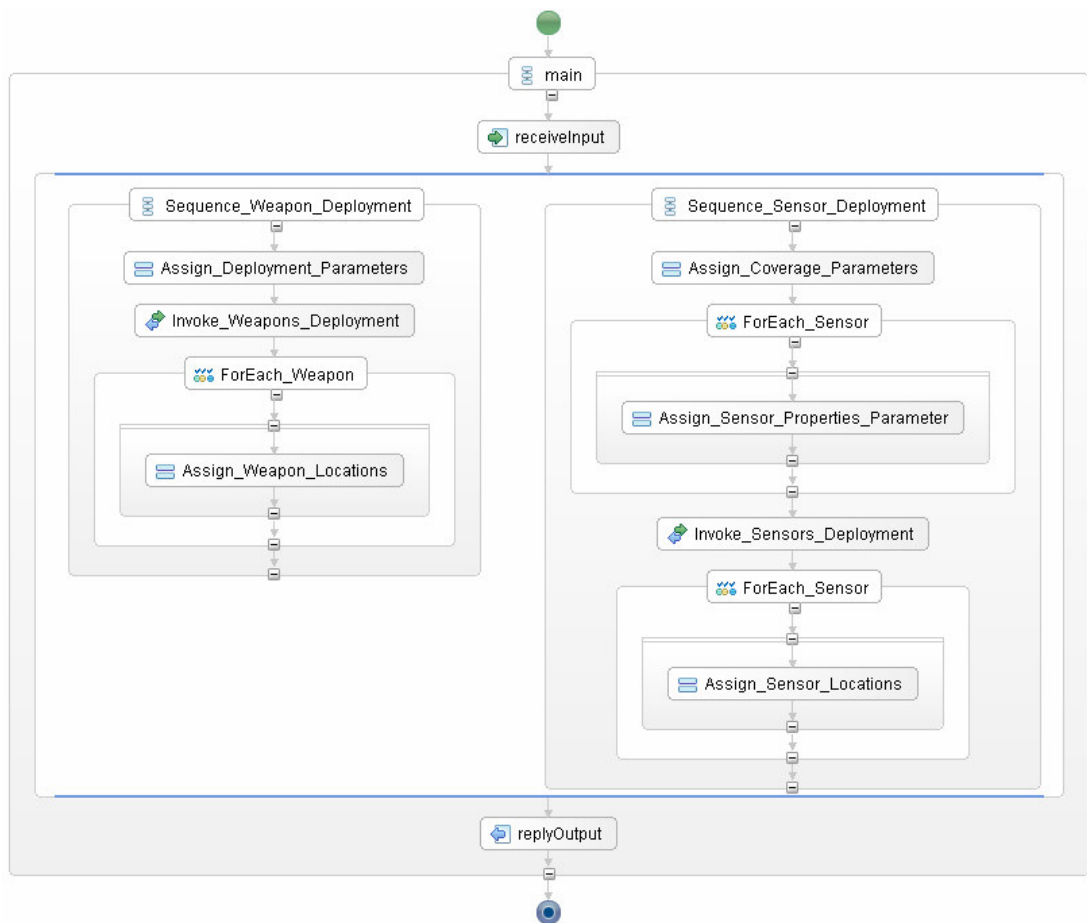 main
receiveInput
Sequence_Weapon_Deployment
Assign_Deployment_Parameters
Invoke_Weapons_Deployment
ForEach_Weapon
Assign_Weapon_Locations
Sequence_Sensor_Deployment
Assign_Coverage_Parameters
ForEach_Sensor
Assign_Sensor_Properties_Parameter
Invoke_Sensors_Deployment
ForEach_Sensor
Assign_Sensor_Locations
replyOutput